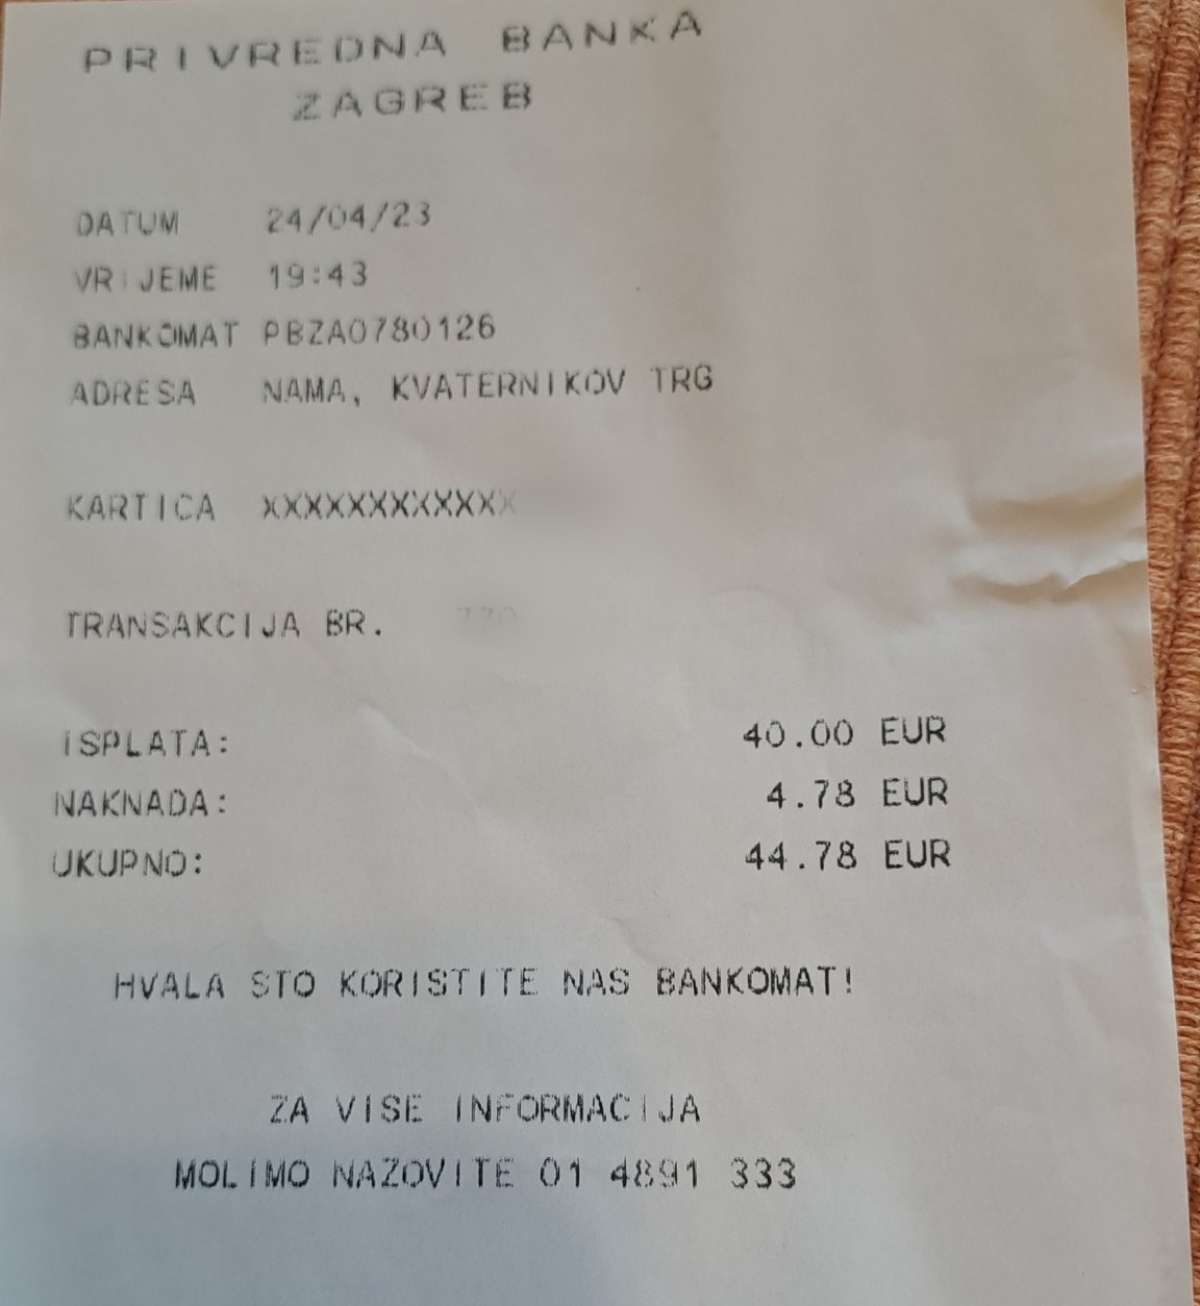 PRIVREDNA BANKA
ZAGREB
DATUM 24/04/23
VRIJEME 19:43
BANKOMAT PBZA0780126
ADRESA NAMA, KVATERNIKOV TRG
KARTICA XXXXXXXXXXXX
TRANSAKCIJA BR.
ISPLATA: 40.00 EUR
NAKNADA: 4.78 EUR
UKUPNO: 44.78 EUR
HVALA STO KORISTITE NAS BANKOMAT!
ZA VISE INFORMACIJA
MOLIMO NAZOVITE 01 4891 333